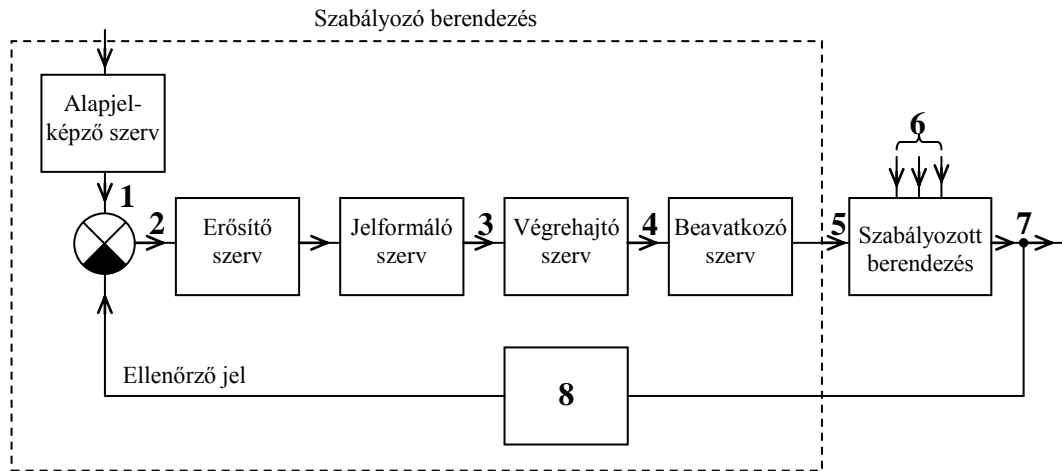 Szabályozó berendezés
Alapjel-
képző szerv
1
2
Erősítő
szerv
Jelformáló
szerv
3
Végrehajtó
szerv
4
Beavatkozó
szerv
5
6
Szabályozott
berendezés
7
Ellenőrző jel
8